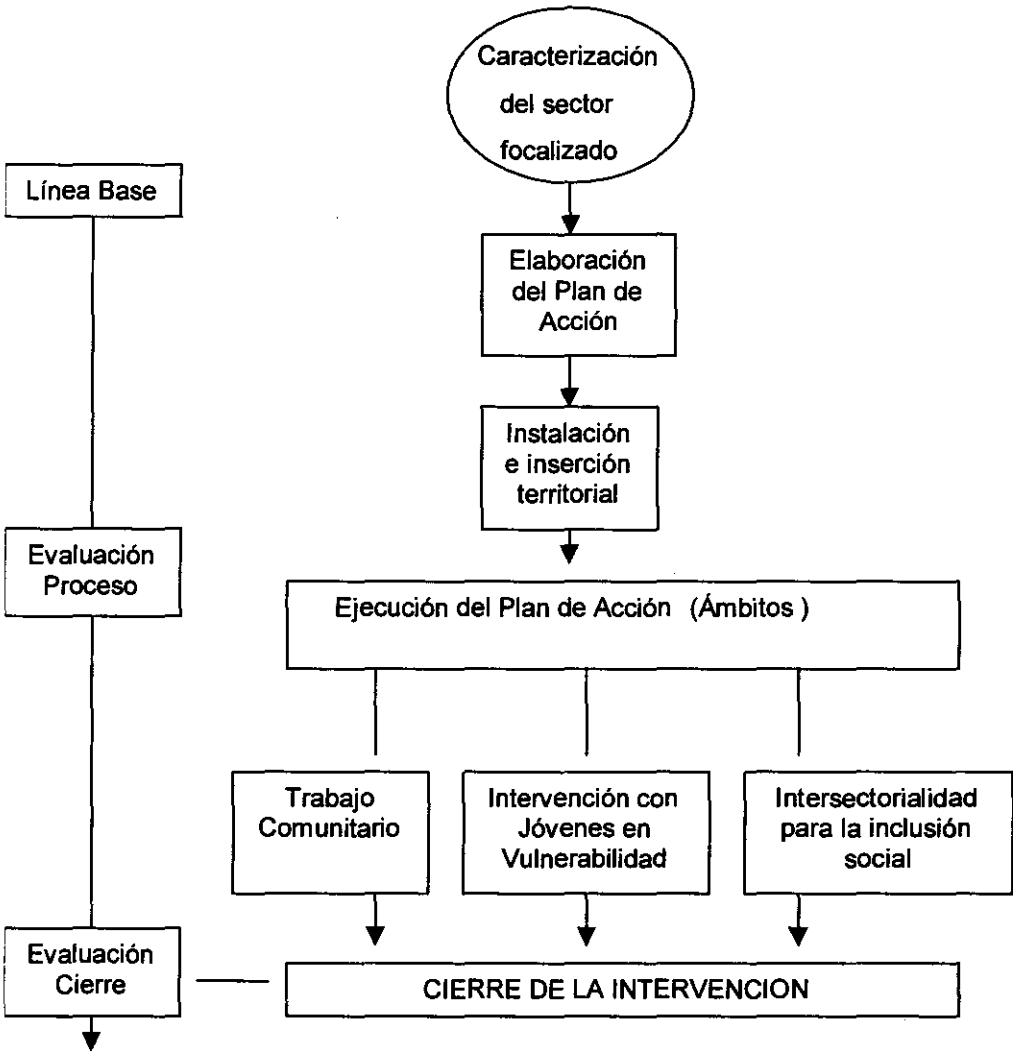 Caracterización
del sector
focalizado
Línea Base
Elaboración
del Plan de
Acción
Instalación
e inserción
territorial
Evaluación
Proceso
Ejecución del Plan de Acción (Ámbitos )
Trabajo
Comunitario
Intervención con
Jóvenes en
Vulnerabilidad
Intersectorialidad
para la inclusión
social
Evaluación
Cierre
CIERRE DE LA INTERVENCION